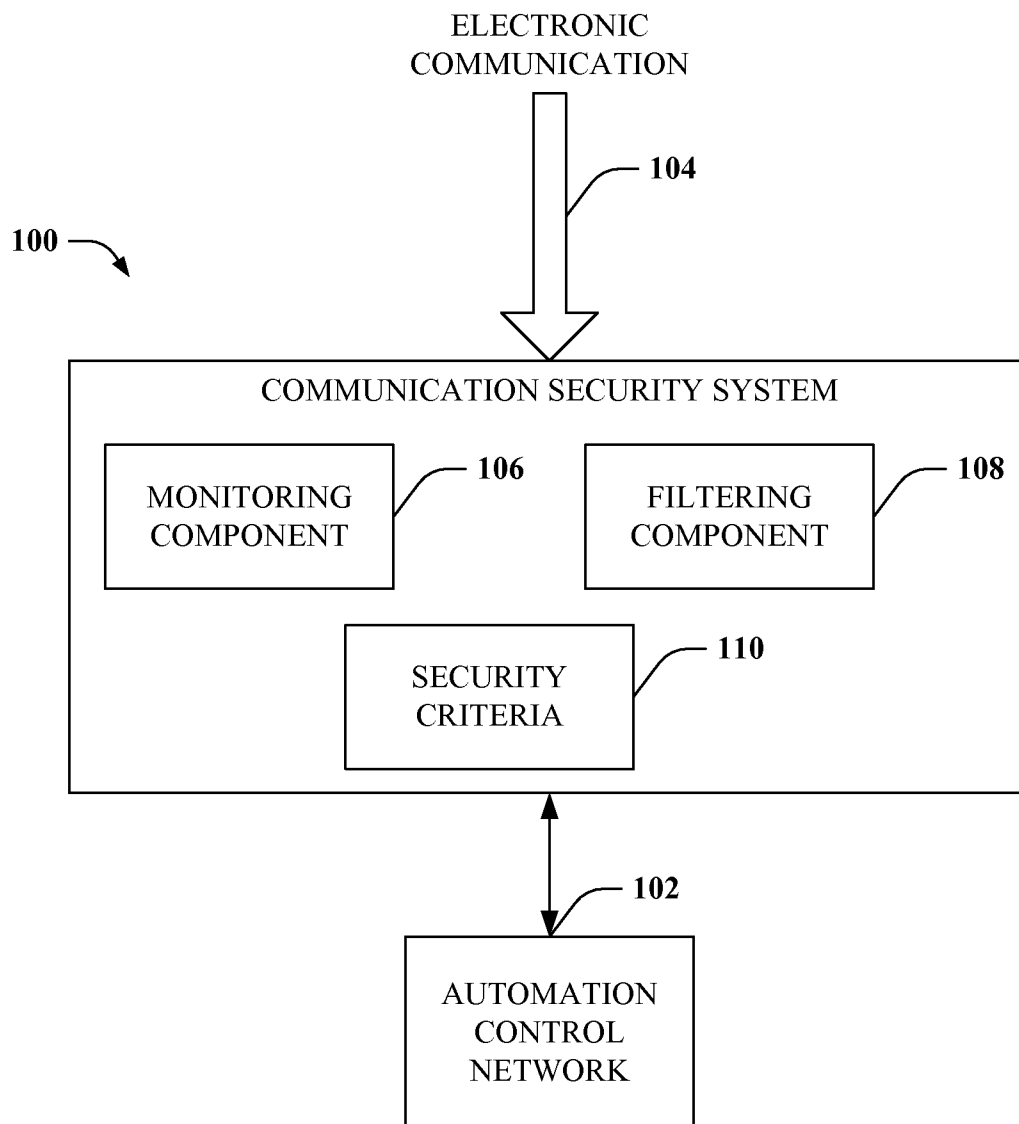 ELECTRONIC
COMMUNICATION
104
100
COMMUNICATION SECURITY SYSTEM
MONITORING
COMPONENT
106
FILTERING
COMPONENT
108
SECURITY
CRITERIA
110
102
AUTOMATION
CONTROL
NETWORK